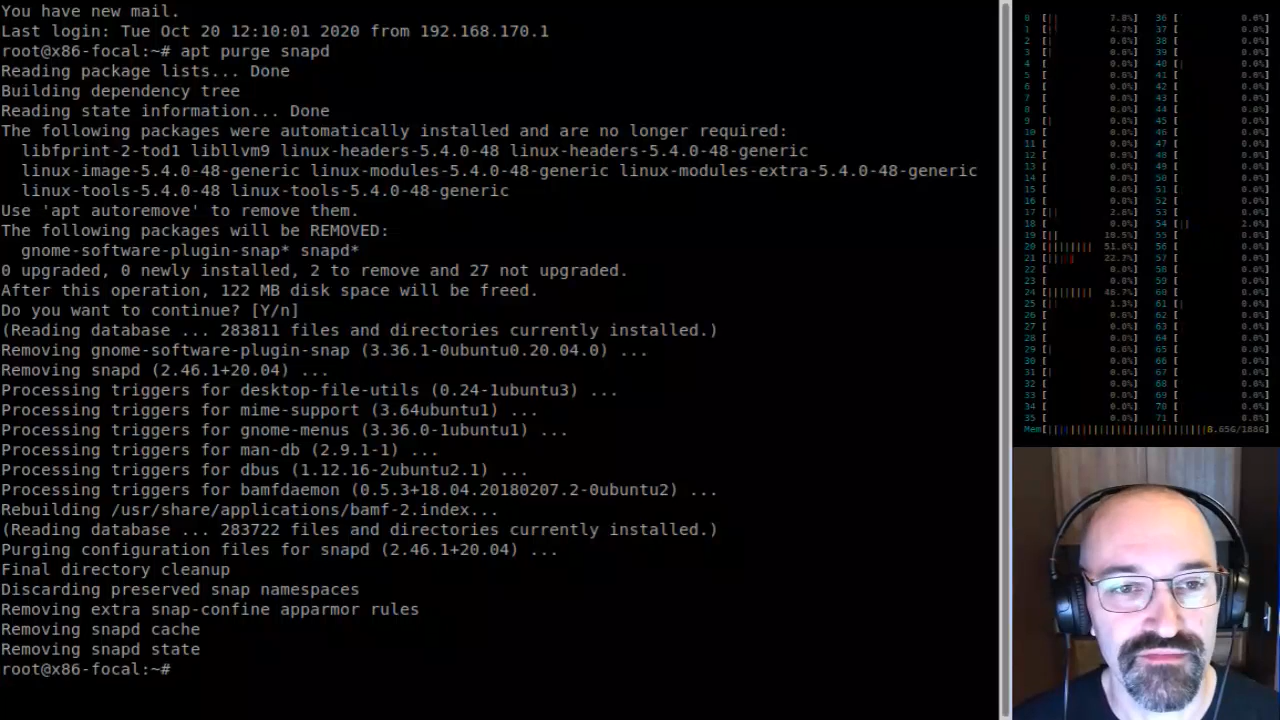 You have new mail.
Last login: Tue Oct 20 12:10:01 2020 from 192.168.170.1
root@x86-focal:~# apt purge snapd
Reading package lists... Done
Building dependency tree
Reading state information... Done
The following packages were automatically installed and are no longer required:
  libfprint-2-tod1 libllvm9 linux-headers-5.4.0-48 linux-headers-5.4.0-48-generic
  linux-image-5.4.0-48-generic linux-modules-5.4.0-48-generic linux-modules-extra-5.4.0-48-generic
  linux-tools-5.4.0-48 linux-tools-5.4.0-48-generic
Use 'apt autoremove' to remove them.
The following packages will be REMOVED:
  gnome-software-plugin-snap* snapd*
0 upgraded, 0 newly installed, 2 to remove and 27 not upgraded.
After this operation, 122 MB disk space will be freed.
Do you want to continue? [Y/n]
(Reading database ... 283811 files and directories currently installed.)
Removing gnome-software-plugin-snap (3.36.1-0ubuntu0.20.04.0) ...
Removing snapd (2.46.1+20.04) ...
Processing triggers for desktop-file-utils (0.24-1ubuntu3) ...
Processing triggers for mime-support (3.64ubuntu1) ...
Processing triggers for gnome-menus (3.36.0-1ubuntu1) ...
Processing triggers for man-db (2.9.1-1) ...
Processing triggers for dbus (1.12.16-2ubuntu2.1) ...
Processing triggers for bamfdaemon (0.5.3+18.04.20180207.2-0ubuntu2) ...
Rebuilding /usr/share/applications/bamf-2.index...
(Reading database ... 283722 files and directories currently installed.)
Purging configuration files for snapd (2.46.1+20.04) ...
Final directory cleanup
Discarding preserved snap namespaces
Removing extra snap-confine apparmor rules
Removing snapd cache
Removing snapd state
root@x86-focal:~#
Mem